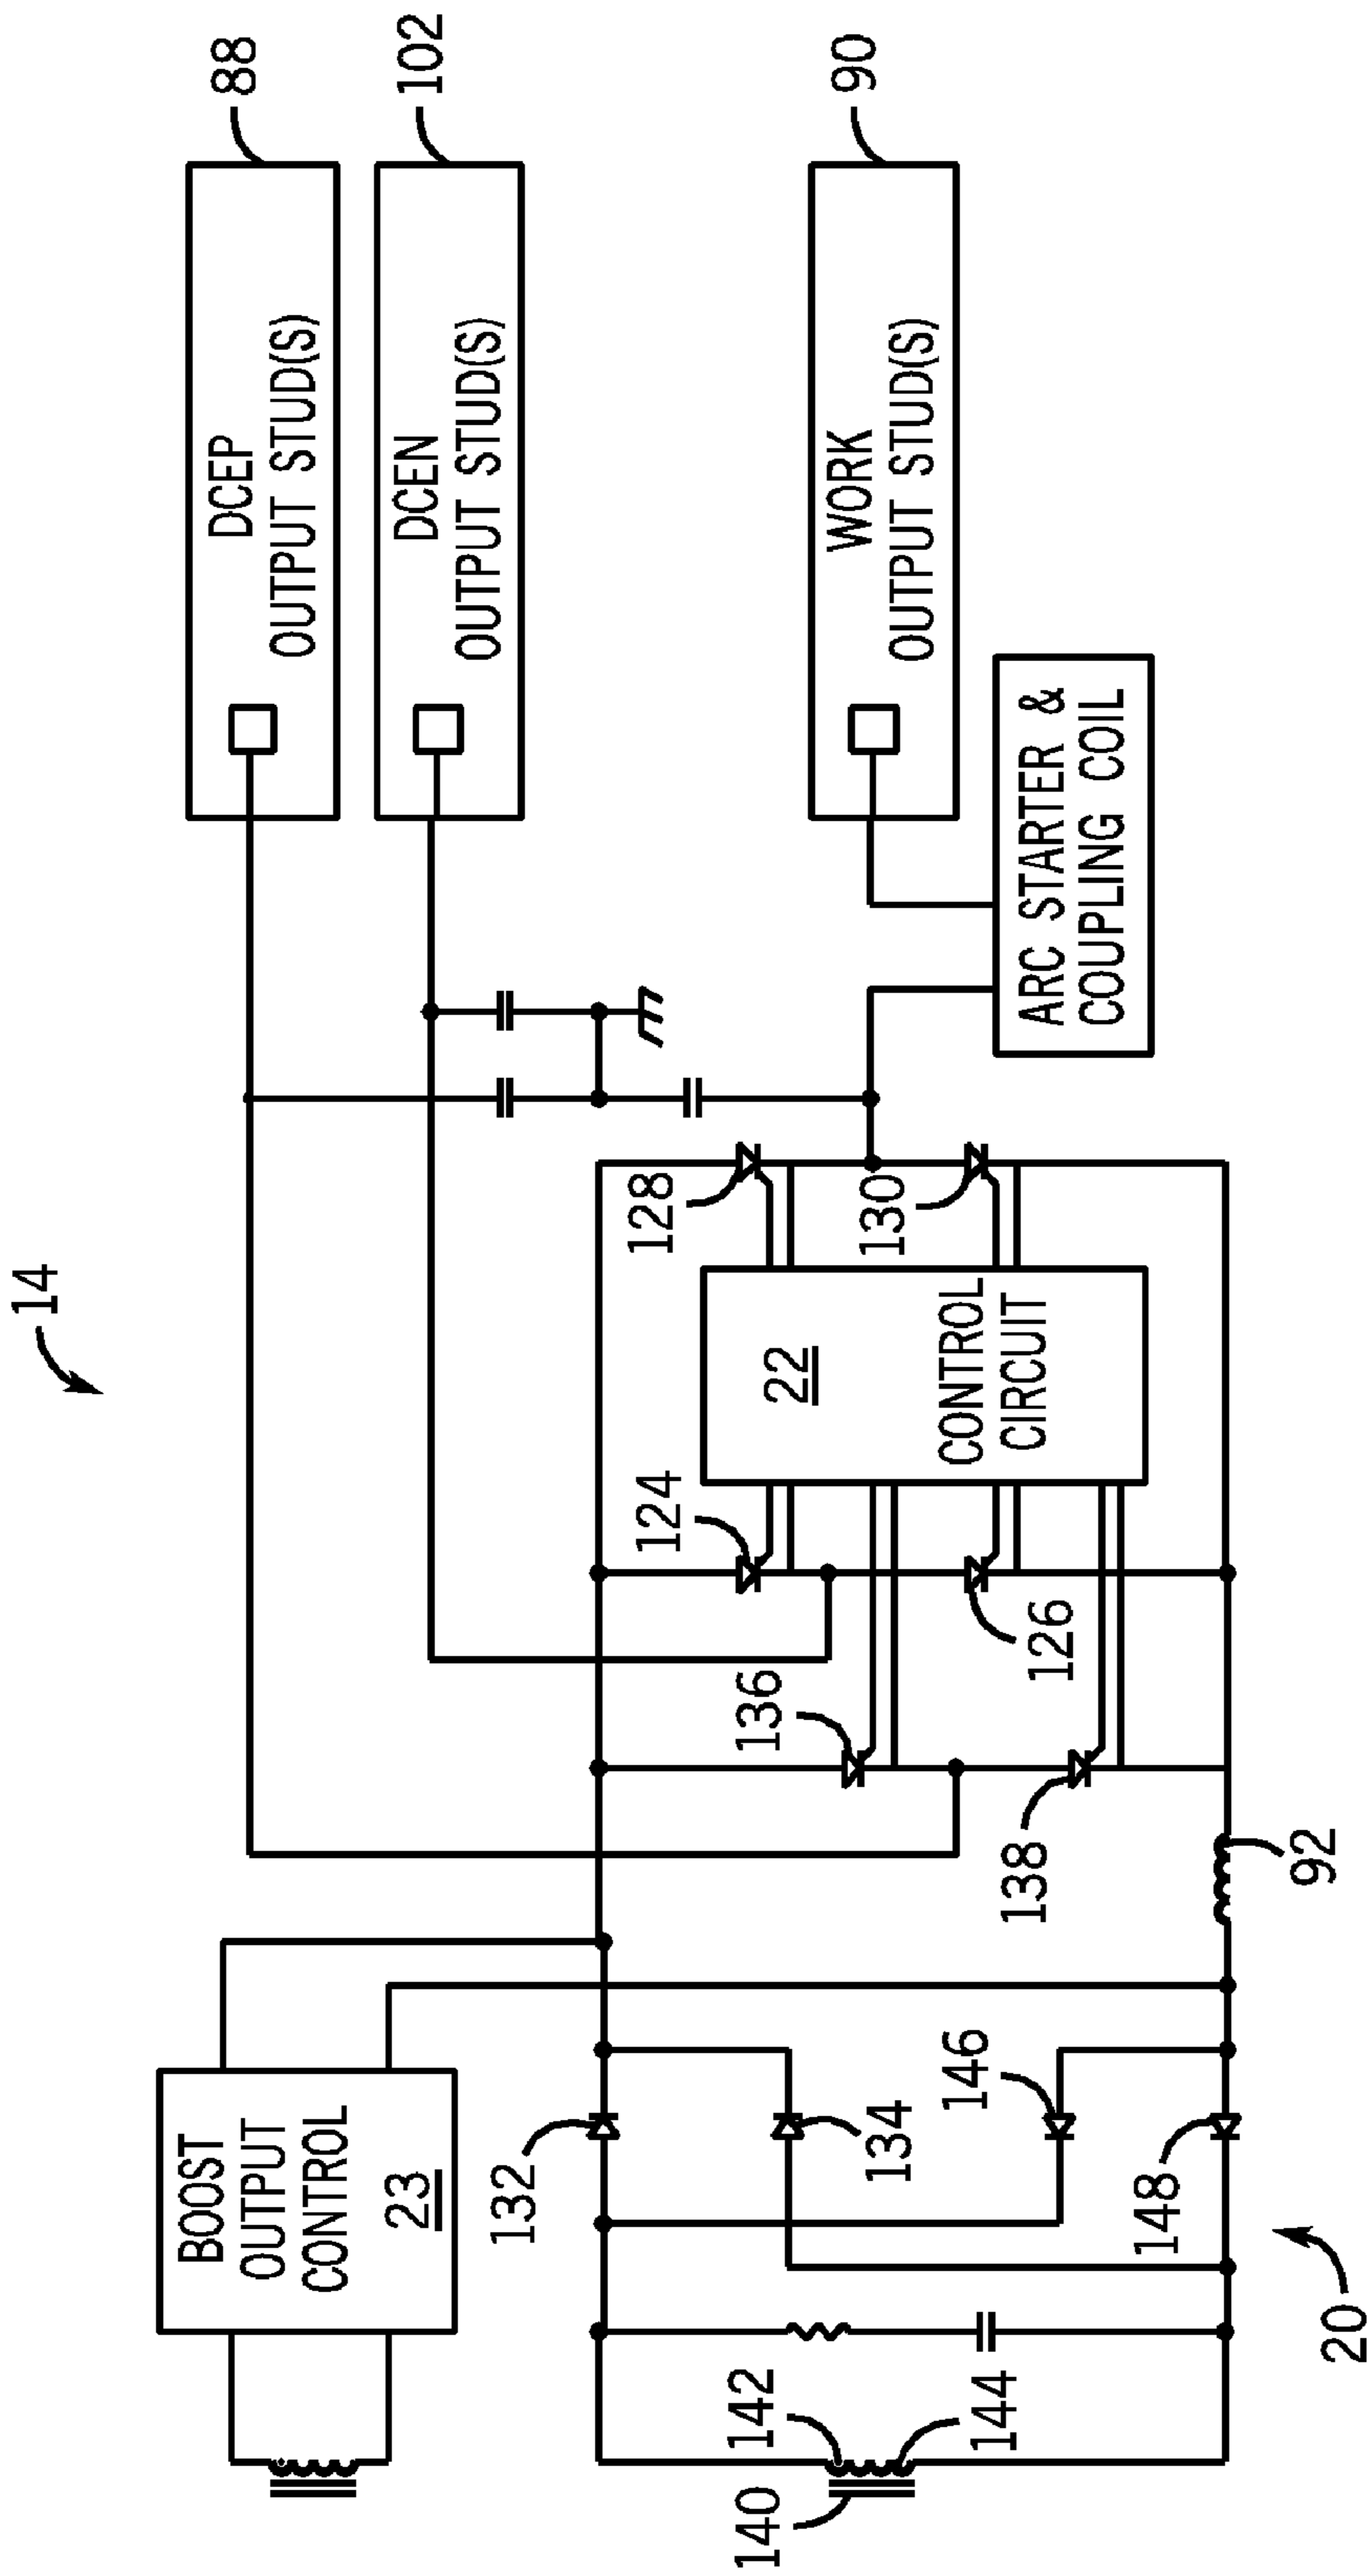 14
BOOST
OUTPUT
CONTROL
23
DCEP
OUTPUT STUD(S)
88
DCEN
OUTPUT STUD(S)
102
WORK
OUTPUT STUD(S)
90
ARC STARTER &
COUPLING COIL
22
CONTROL
CIRCUIT
124
126
128
130
136
138
132
134
146
148
140
142
144
92
20